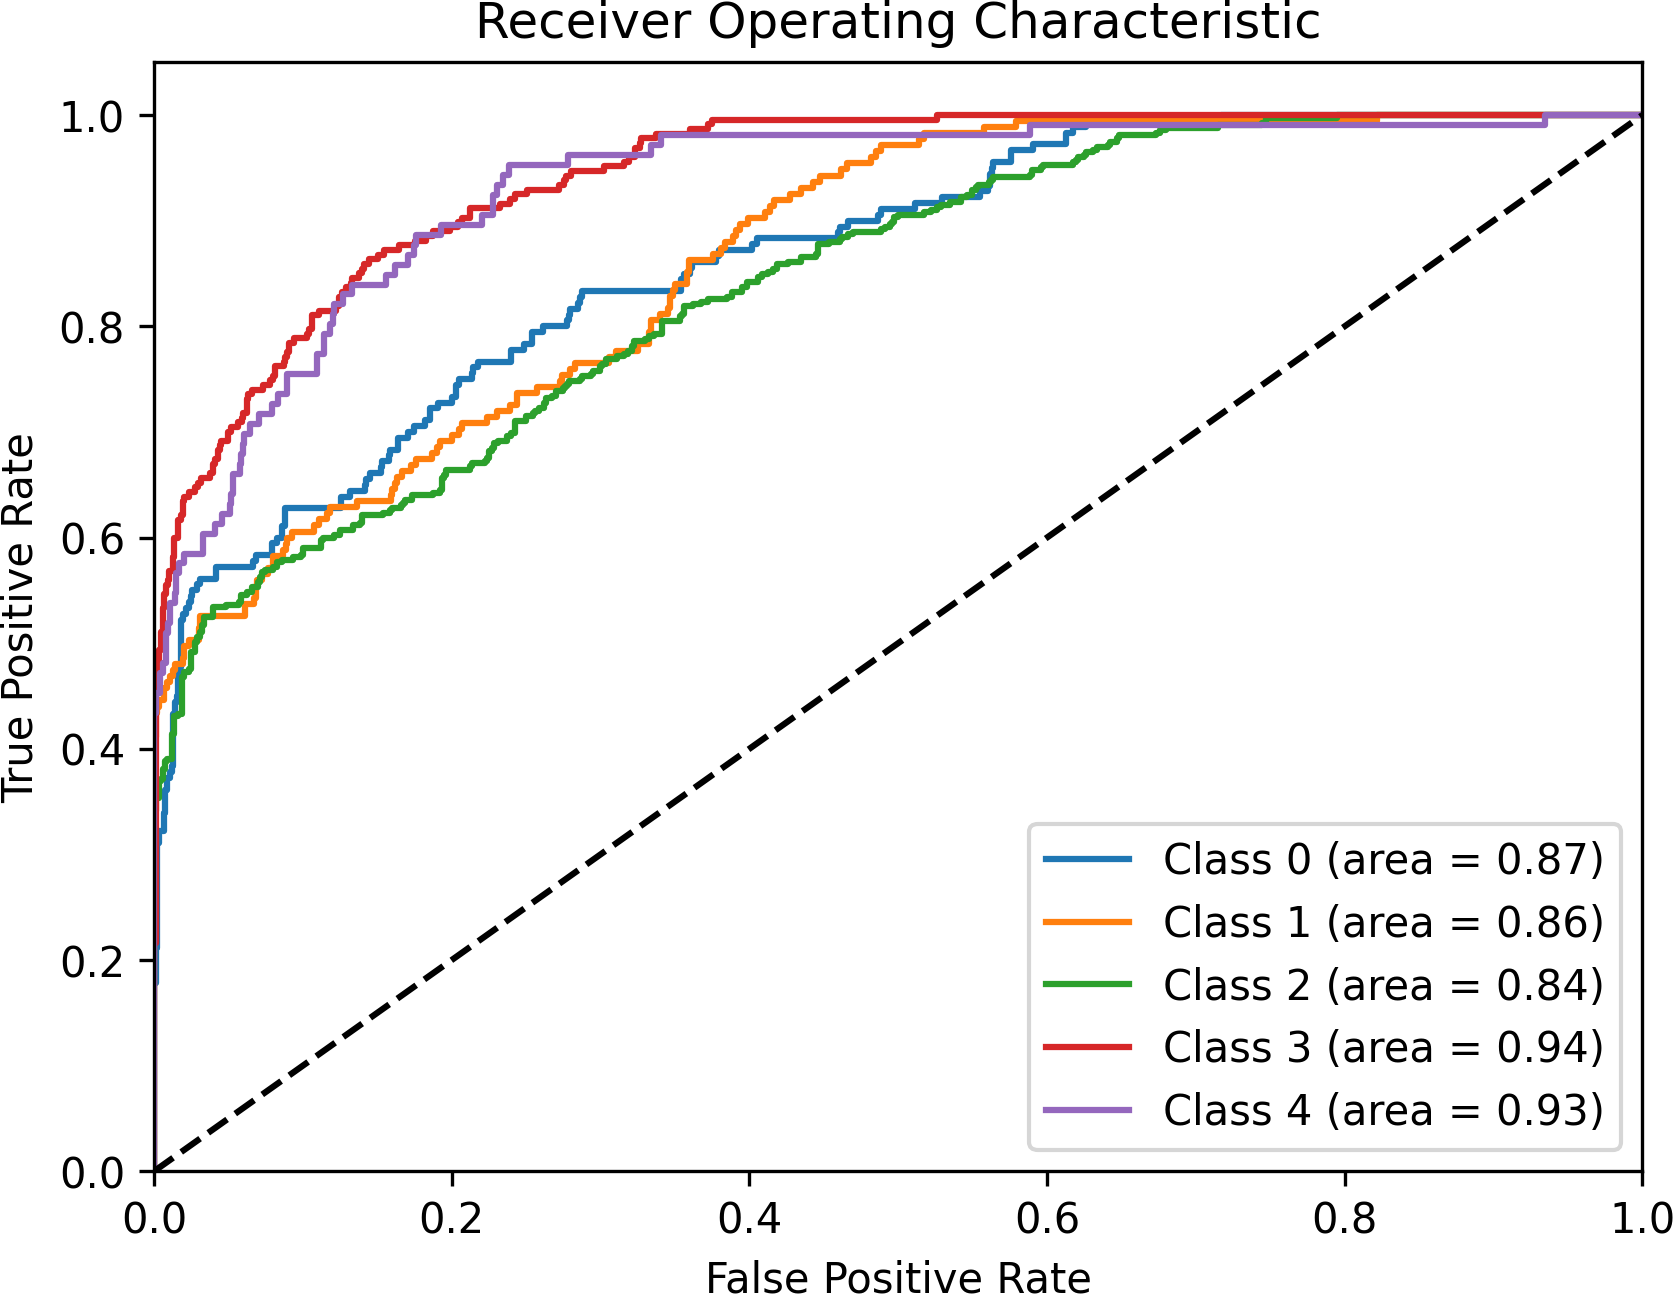 Receiver Operating Characteristic
1.0
0.8
0.6
0.4
0.2
0.0
True Positive Rate
Class 0 (area = 0.87)
Class 1 (area = 0.86)
Class 2 (area = 0.84)
Class 3 (area = 0.94)
Class 4 (area = 0.93)
0.0 0.2 0.4 0.6 0.8 1.0
False Positive Rate